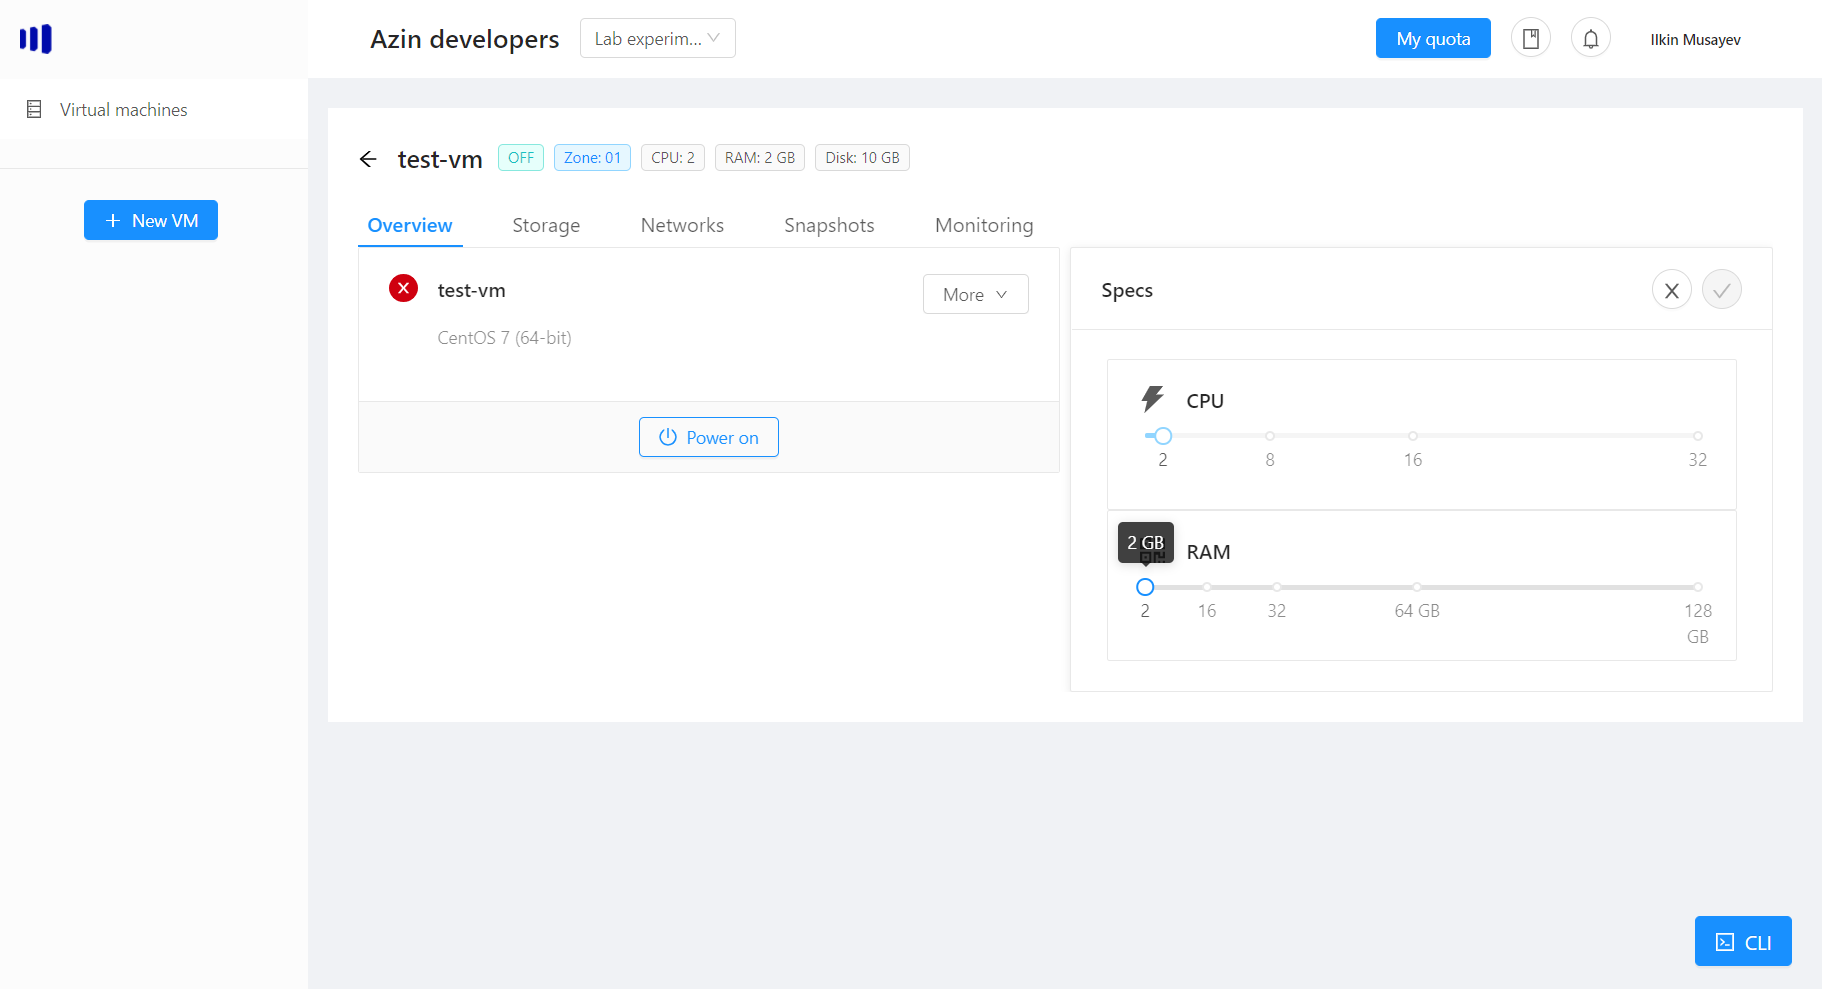 Azin developers
Lab experim...
My quota
Ilkin Musayev
Virtual machines
New VM
test-vm
OFF
Zone: 01
CPU: 2
RAM: 2 GB
Disk: 10 GB
Overview
Storage
Networks
Snapshots
Monitoring
test-vm
More
CentOS 7 (64-bit)
Power on
Specs
CPU
2
8
16
32
2 GB
RAM
2
16
32
64 GB
128
GB
CLI